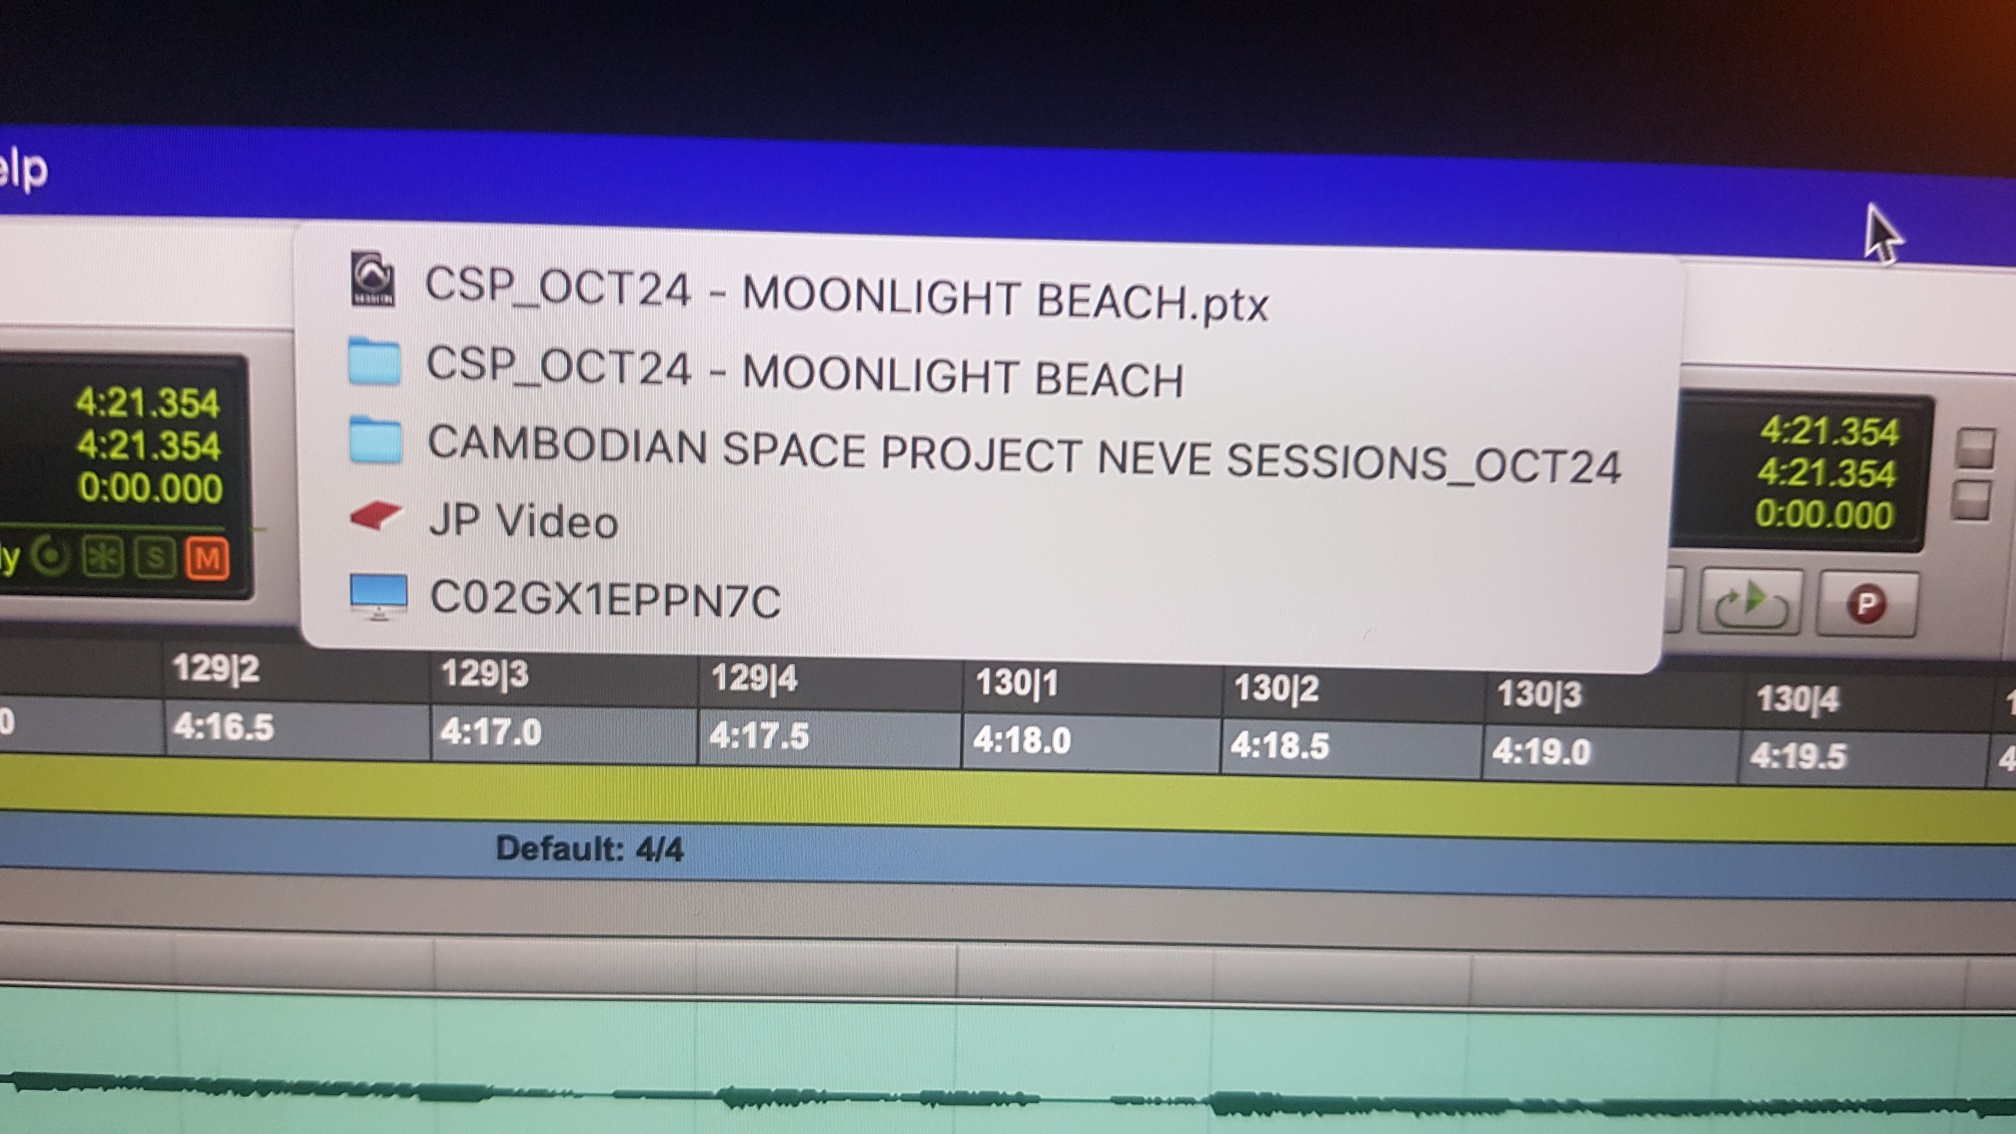 elp
CSP_OCT24 - MOONLIGHT BEACH.ptx
CSP_OCT24 - MOONLIGHT BEACH
CAMBODIAN SPACE PROJECT NEVE SESSIONS_OCT24
JP Video
C02GX1EPPN7C
4:21.354
4:21.354
0:00.000
ly
S
M
4:21.354
4:21.354
0:00.000
P
129|2 129|3 129|4 130|1 130|2 130|3 130|4
0 4:16.5 4:17.0 4:17.5 4:18.0 4:18.5 4:19.0 4:19.5 4
Default: 4/4